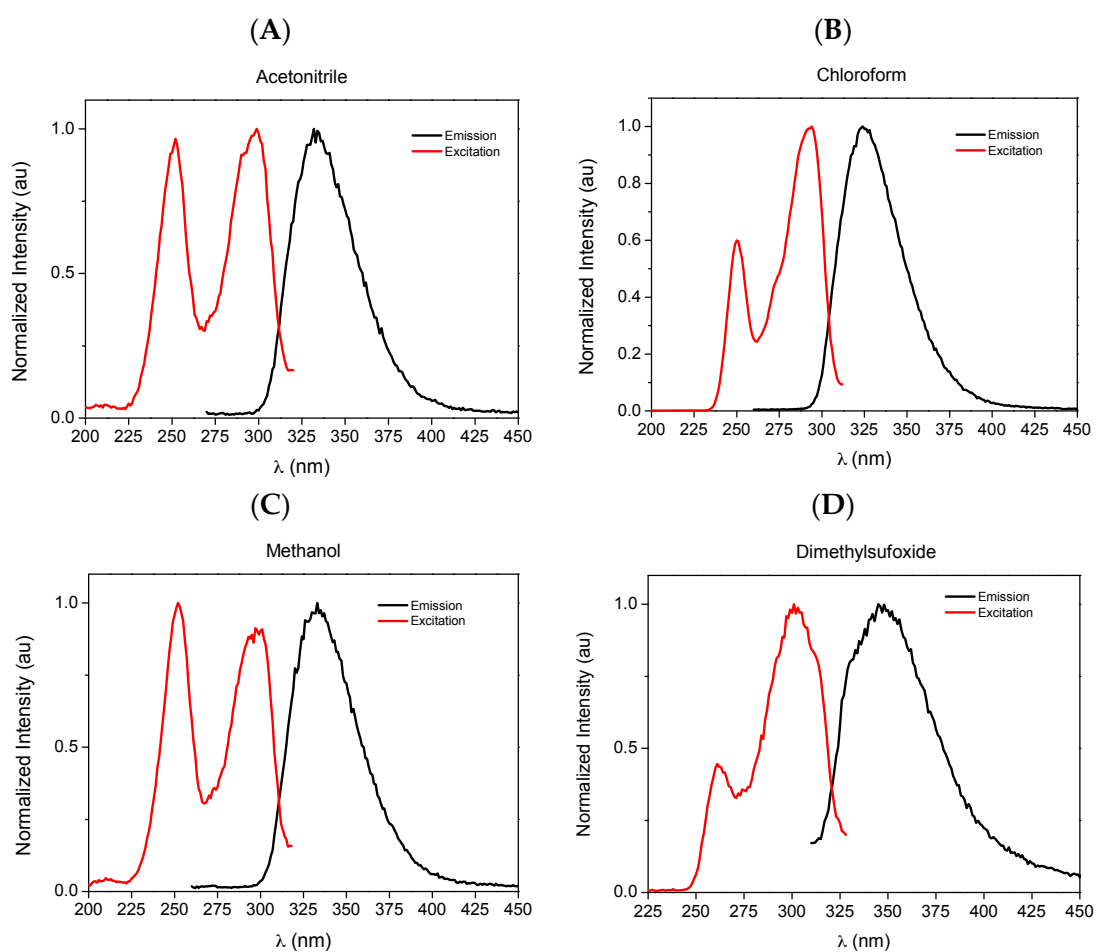 (A)
Acetonitrile
Emission
Excitation
Normalized Intensity (au)
1.0
0.5
0.0
200 225 250 275 300 325 350 375 400 425 450
λ (nm)
(B)
Chloroform
Emission
Excitation
Normalized Intensity (au)
1.0
0.8
0.6
0.4
0.2
0.0
200 225 250 275 300 325 350 375 400 425 450
λ (nm)
(C)
Methanol
Emission
Excitation
Normalized Intensity (au)
1.0
0.5
0.0
200 225 250 275 300 325 350 375 400 425 450
λ (nm)
(D)
Dimethylsufoxide
Emission
Excitation
Normalized Intensity (au)
1.0
0.5
0.0
225 250 275 300 325 350 375 400 425 450
λ (nm)